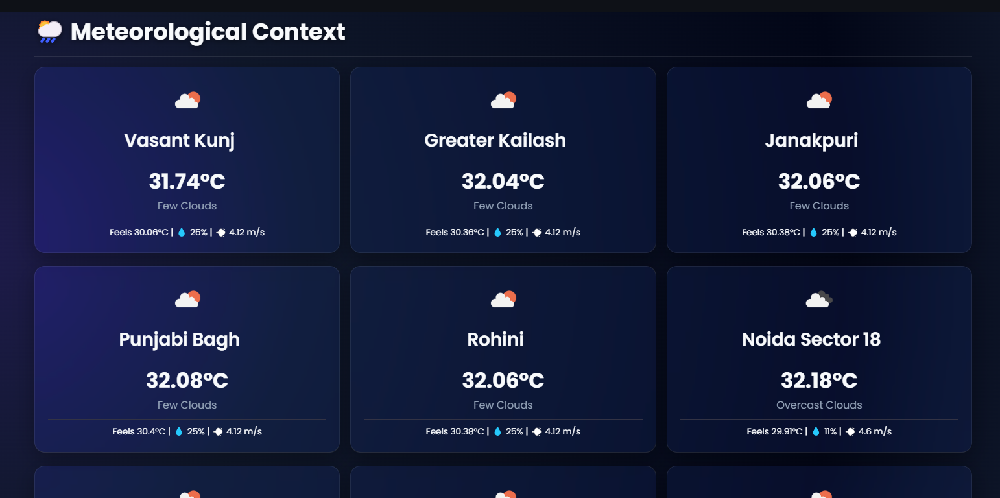 Meteorological Context
Vasant Kunj
31.74°C
Few Clouds
Feels 30.06°C | 25% | 4.12 m/s
Greater Kailash
32.04°C
Few Clouds
Feels 30.36°C | 25% | 4.12 m/s
Janakpuri
32.06°C
Few Clouds
Feels 30.38°C | 25% | 4.12 m/s
Punjabi Bagh
32.08°C
Few Clouds
Feels 30.4°C | 25% | 4.12 m/s
Rohini
32.06°C
Few Clouds
Feels 30.38°C | 25% | 4.12 m/s
Noida Sector 18
32.18°C
Overcast Clouds
Feels 29.91°C | 11% | 4.6 m/s